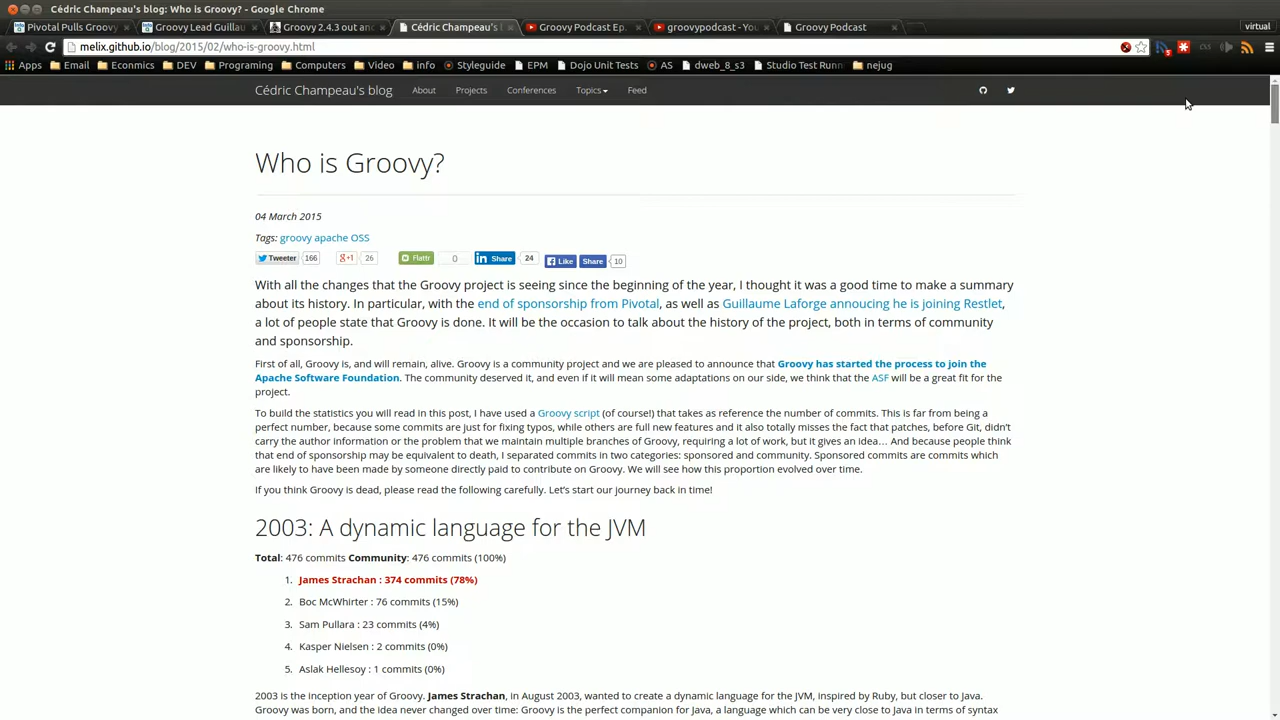 Cédric Champeau's blog: Who is Groovy? - Google Chrome
Pivotal Pulls Groovy Groovy Lead Guillau Groovy 2.4.3 out an Cédric Champeau's Groovy Podcast Ep. groovypodcast - You Groovy Podcast virtual
melix.github.io/blog/2015/02/who-is-groovy.html
Apps Email Econmics DEV Programing Computers Video info Styleguide EPM Dojo Unit Tests AS dweb_8_s3 Studio Test Runn nejug
Cédric Champeau's blog About Projects Conferences Topics Feed
Who is Groovy?
04 March 2015
Tags: groovy apache OSS
Tweeter 166 g+1 26 Flattr 0 in Share 24 Like Share 10
With all the changes that the Groovy project is seeing since the beginning of the year, I thought it was a good time to make a summary
about its history. In particular, with the end of sponsorship from Pivotal, as well as Guillaume Laforge annoucing he is joining Restlet,
a lot of people state that Groovy is done. It will be the occasion to talk about the history of the project, both in terms of community
and sponsorship.
First of all, Groovy is, and will remain, alive. Groovy is a community project and we are pleased to announce that Groovy has started the process to join the
Apache Software Foundation. The community deserved it, and even if it will mean some adaptations on our side, we think that the ASF will be a great fit for the
project.
To build the statistics you will read in this post, I have used a Groovy script (of course!) that takes as reference the number of commits. This is far from being a
perfect number, because some commits are just for fixing typos, while others are full new features and it also totally misses the fact that patches, before Git, didn't
carry the author information or the problem that we maintain multiple branches of Groovy, requiring a lot of work, but it gives an idea… And because people think
that end of sponsorship may be equivalent to death, I separated commits in two categories: sponsored and community. Sponsored commits are commits which
are likely to have been made by someone directly paid to contribute on Groovy. We will see how this proportion evolved over time.
If you think Groovy is dead, please read the following carefully. Let's start our journey back in time!
2003: A dynamic language for the JVM
Total: 476 commits Community: 476 commits (100%)
1. James Strachan : 374 commits (78%)
2. Boc McWhirter : 76 commits (15%)
3. Sam Pullara : 23 commits (4%)
4. Kasper Nielsen : 2 commits (0%)
5. Aslak Hellesoy : 1 commits (0%)
2003 is the inception year of Groovy. James Strachan, in August 2003, wanted to create a dynamic language for the JVM, inspired by Ruby, but closer to Java.
Groovy was born, and the idea never changed over time: Groovy is the perfect companion for Java, a language which can be very close to Java in terms of syntax